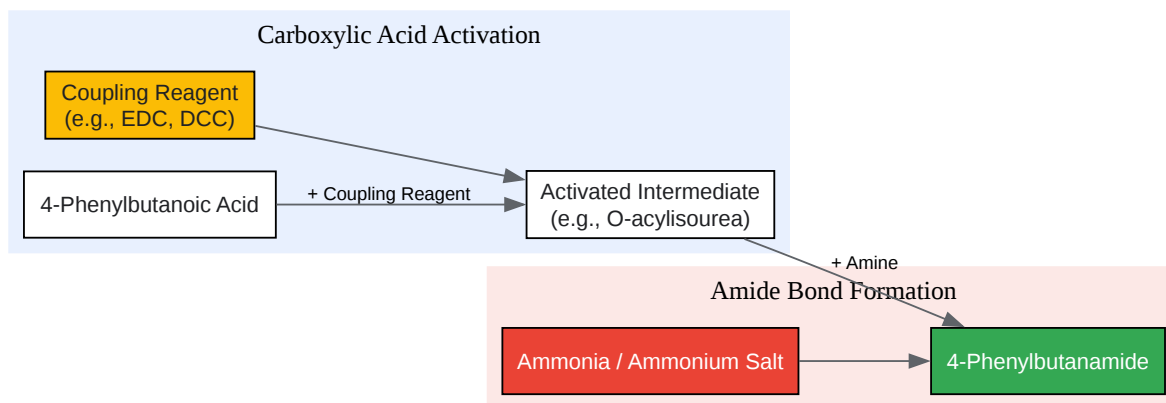 Carboxylic Acid Activation
Coupling Reagent
(e.g., EDC, DCC)
4-Phenylbutanoic Acid
+ Coupling Reagent
Activated Intermediate
(e.g., O-acylisourea)
+ Amine
Amide Bond Formation
Ammonia / Ammonium Salt
4-Phenylbutanamide